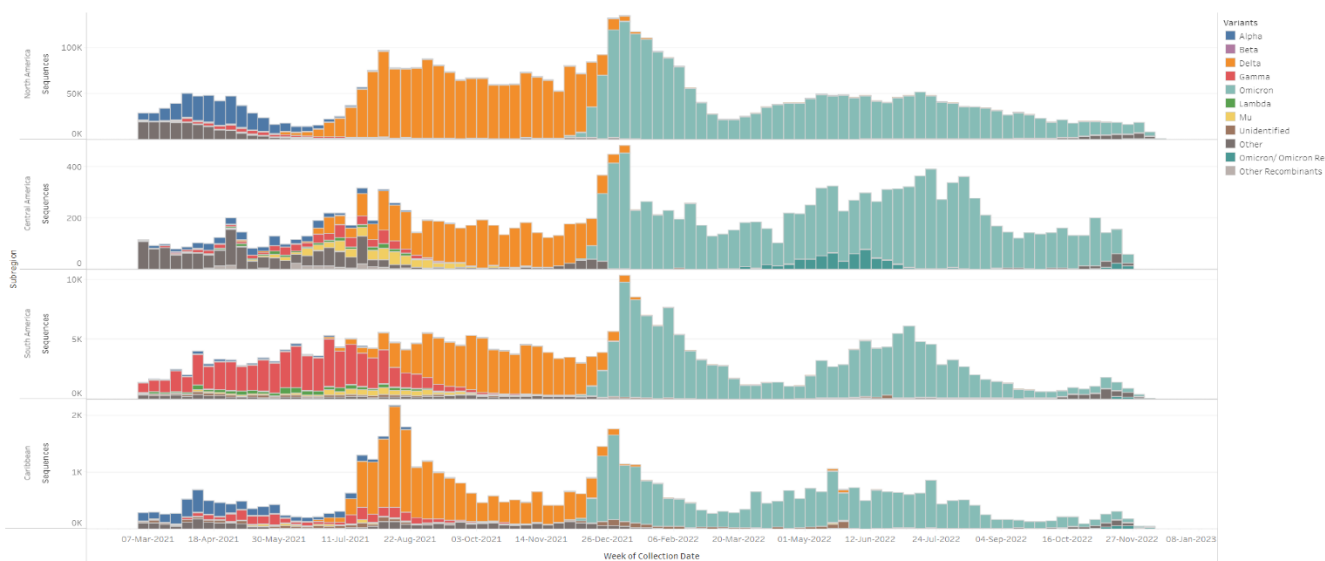 Variants
Alpha
Beta
Delta
Gamma
Omicron
Lambda
Mu
Unidentified
Other
Omicron/ Omicron Re
Other Recombinants
Subregion
North America
Sequences
100K
50K
0K
Central America
Sequences
400
200
0
South America
Sequences
10K
5K
0K
Caribbean
Sequences
2K
1K
0K
07-Mar-2021 18-Apr-2021 30-May-2021 11-Jul-2021 22-Aug-2021 03-Oct-2021 14-Nov-2021 26-Dec-2021 06-Feb-2022 20-Mar-2022 01-May-2022 12-Jun-2022 24-Jul-2022 04-Sep-2022 16-Oct-2022 27-Nov-2022 08-Jan-2023
Week of Collection Date